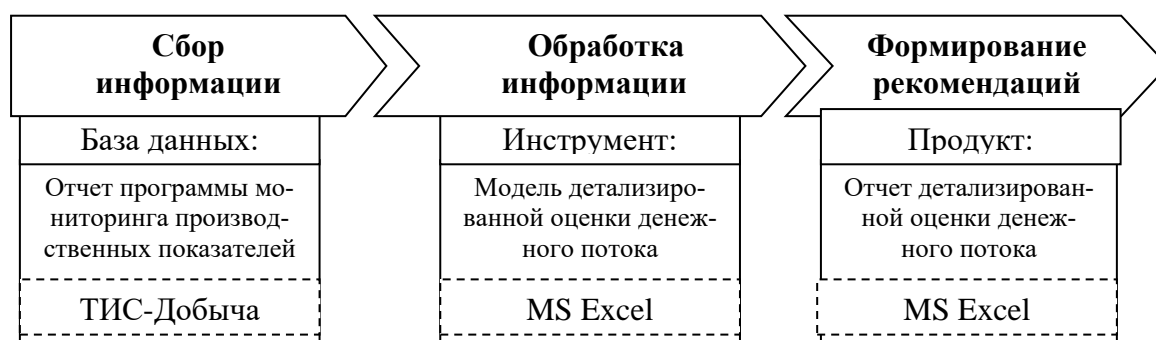 Сбор
информации
База данных:
Отчет программы мо-
ниторинга производ-
ственных показателей
ТИС-Добыча
Обработка
информации
Инструмент:
Модель детализиро-
ванной оценки денеж-
ного потока
MS Excel
Формирование
рекомендаций
Продукт:
Отчет детализирован-
ной оценки денеж-
ного потока
MS Excel